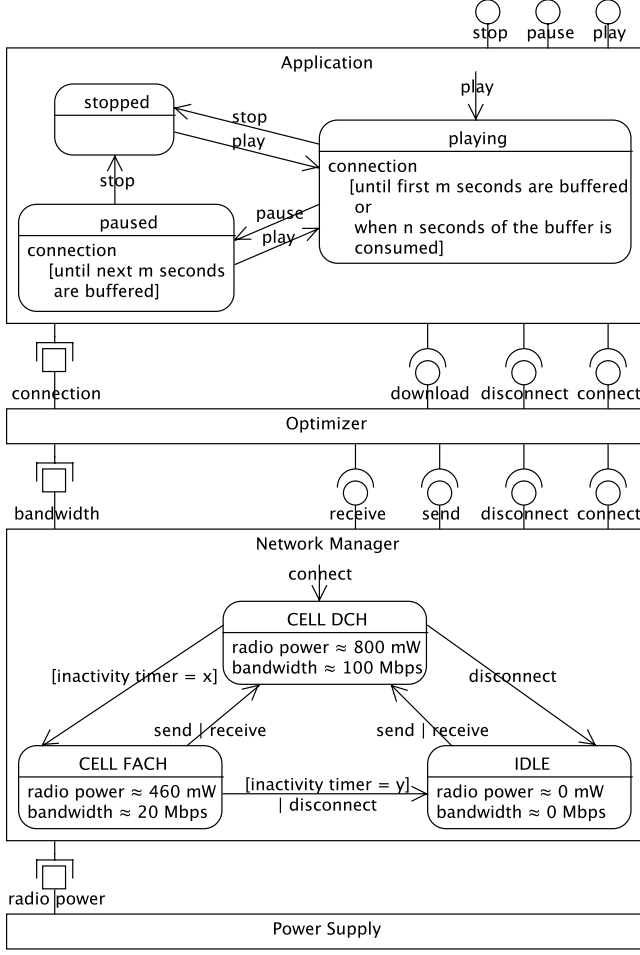 stop pause play
Application
stopped
play
stop
play
playing
connection
[until first m seconds are buffered
or
when n seconds of the buffer is
consumed]
stop
pause
play
paused
connection
[until next m seconds
are buffered]
connection
download disconnect connect
Optimizer
bandwidth
receive send disconnect connect
Network Manager
connect
CELL DCH
radio power ≈ 800 mW
bandwidth ≈ 100 Mbps
[inactivity timer = x]
disconnect
send | receive
send | receive
CELL FACH
radio power ≈ 460 mW
bandwidth ≈ 20 Mbps
[inactivity timer = y]
| disconnect
IDLE
radio power ≈ 0 mW
bandwidth ≈ 0 Mbps
radio power
Power Supply